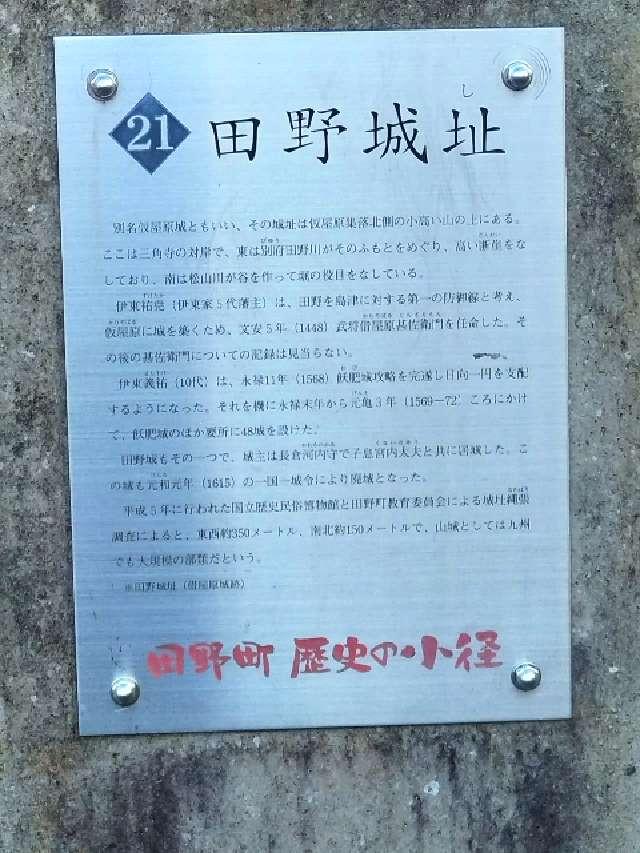 21 田野城址
別名仮屋原城ともいい、その城址は仮屋原集落北側の小高い山の上にある。
ここは三角寺の対岸で、東は別府田野川がそのふもとをめぐり、高い断崖をな
しており、南は松山川が谷を作って堀の役目をなしている。
伊東祐堯(伊東家5代藩主)は、田野を島津に対する第一の防御線と考え、
仮屋原に城を築くため、文安5年(1448)武将借屋原甚佐衛門を任命した。そ
の後の甚佐衛門についての記録は見当らない。
伊東義祐(10代)は、永禄11年(1568)飫肥城攻略を完遂し日向一円を支配
するようになった。それを機に永禄末年から元亀3年(1569−72)ころにかけ
て、飫肥城のほか要所に48城を設けた。
田野城もその一つで、城主は長倉河内守で子息宮内太夫と共に居城した。こ
の城も元和元年(1615)の一国一城令により廃城となった。
平成5年に行われた国立歴史民俗博物館と田野町教育委員会による城址縄張
調査によると、東西約350メートル、南北約150メートルで、山城としては九州
でも大規模の部類だという。
※田野城址(借屋原城跡)
田野町 歴史の小径